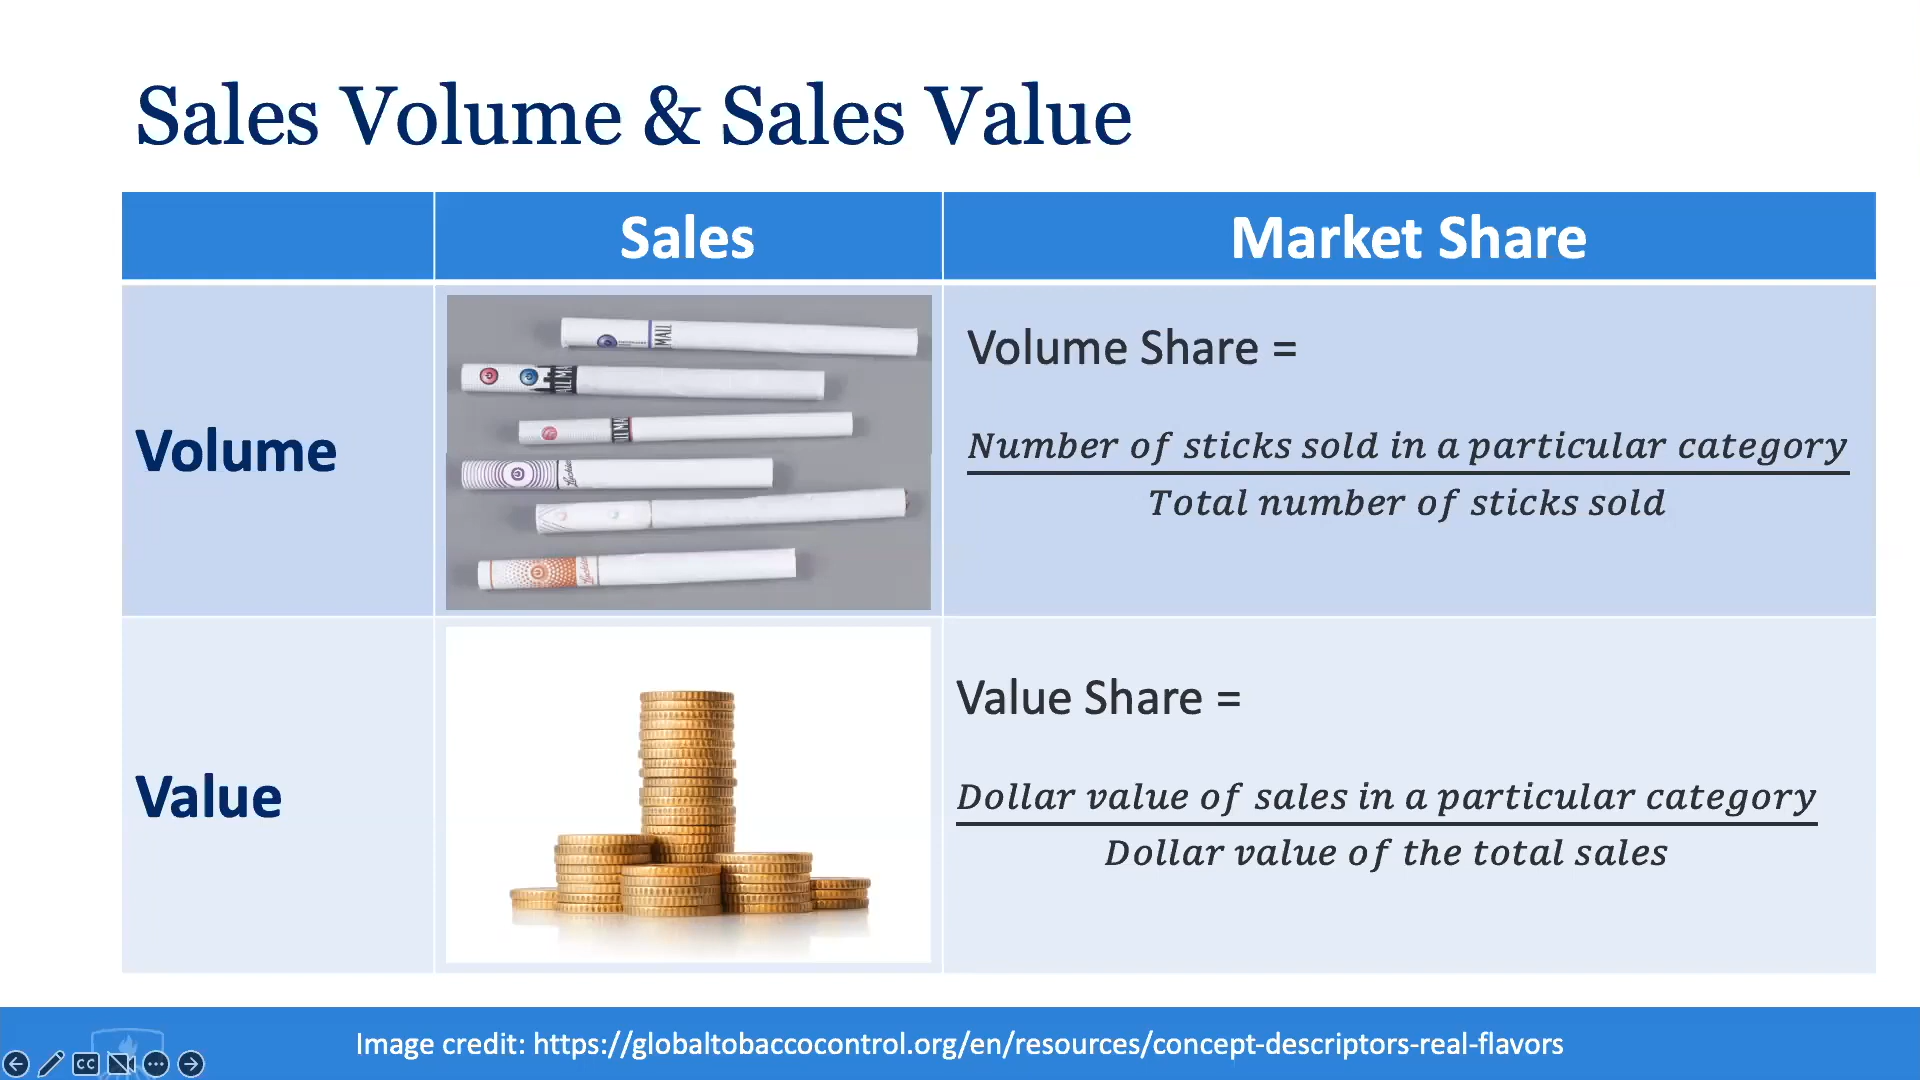 Sales Volume & Sales Value
Sales
Market Share
Volume
MALL
Volume Share =
Number of sticks sold in a particular category
Total number of sticks sold
Value
Value Share =
Dollar value of sales in a particular category
Dollar value of the total sales
Image credit: https://globaltobaccocontrol.org/en/resources/concept-descriptors-real-flavors
CC